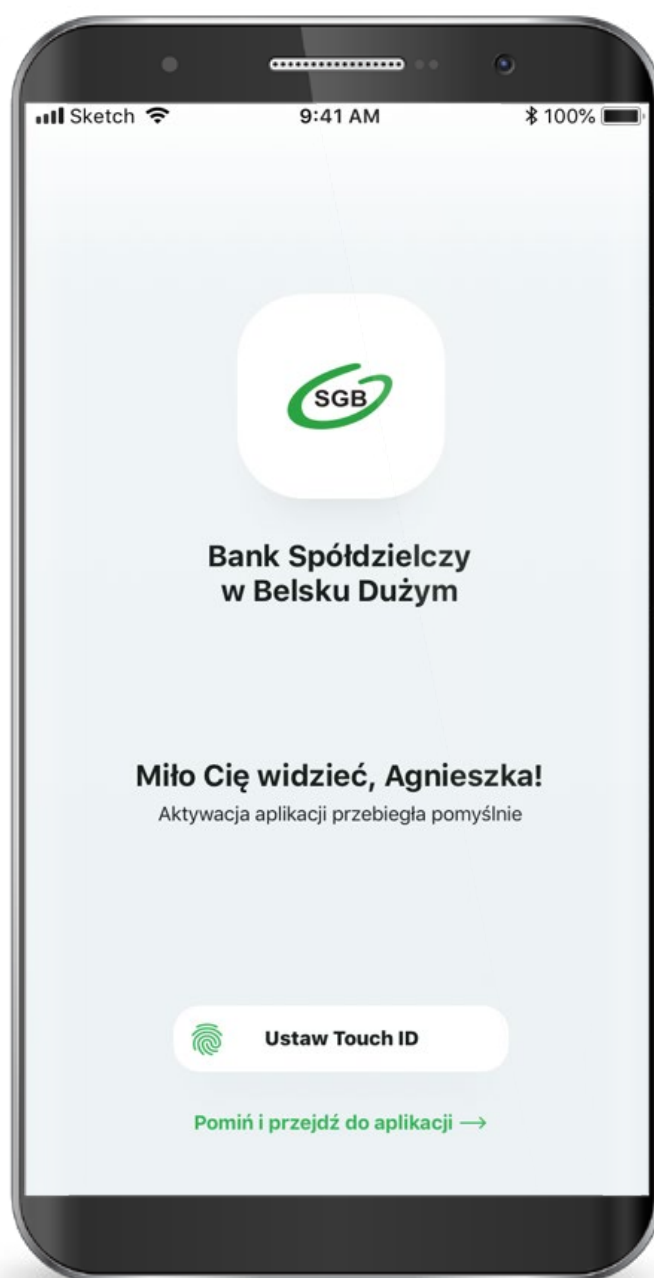 Sketch 9:41 AM 100%
SGB
Bank Spółdzielczy
w Belsku Dużym
Miło Cię widzieć, Agnieszka!
Aktywacja aplikacji przebiegła pomyślnie
Ustaw Touch ID
Pomiń i przejdź do aplikacji →